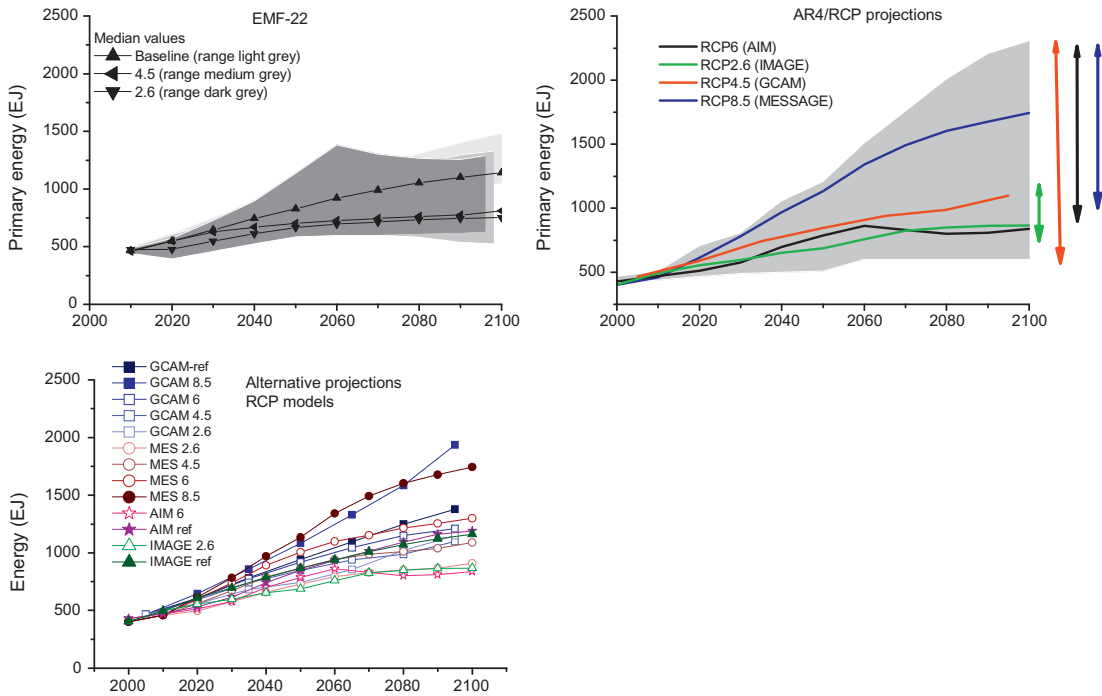 EMF-22
Median values
Baseline (range light grey)
4.5 (range medium grey)
2.6 (range dark grey)
Primary energy (EJ)
2500
2000
1500
1000
500
0
2000 2020 2040 2060 2080 2100
AR4/RCP projections
RCP6 (AIM)
RCP2.6 (IMAGE)
RCP4.5 (GCAM)
RCP8.5 (MESSAGE)
Primary energy (EJ)
2500
2000
1500
1000
500
2000 2020 2040 2060 2080 2100
Alternative projections
RCP models
GCAM-ref
GCAM 8.5
GCAM 6
GCAM 4.5
GCAM 2.6
MES 2.6
MES 4.5
MES 6
MES 8.5
AIM 6
AIM ref
IMAGE 2.6
IMAGE ref
Energy (EJ)
2500
2000
1500
1000
500
0
2000 2020 2040 2060 2080 2100